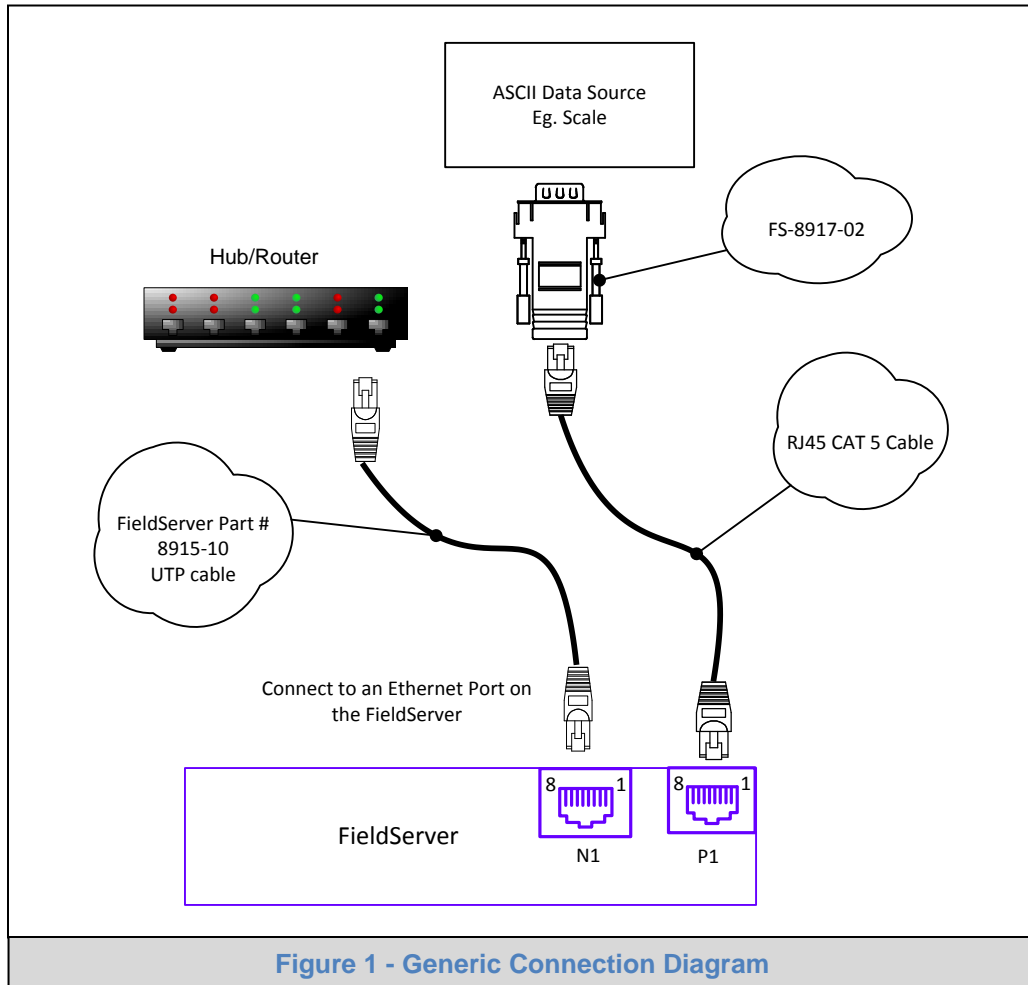 ASCII Data Source
Eg. Scale
FS-8917-02
Hub/Router
RJ45 CAT 5 Cable
FieldServer Part #
8915-10
UTP cable
Connect to an Ethernet Port on
the FieldServer
8 1
8 1
FieldServer
N1
P1
Figure 1 - Generic Connection Diagram